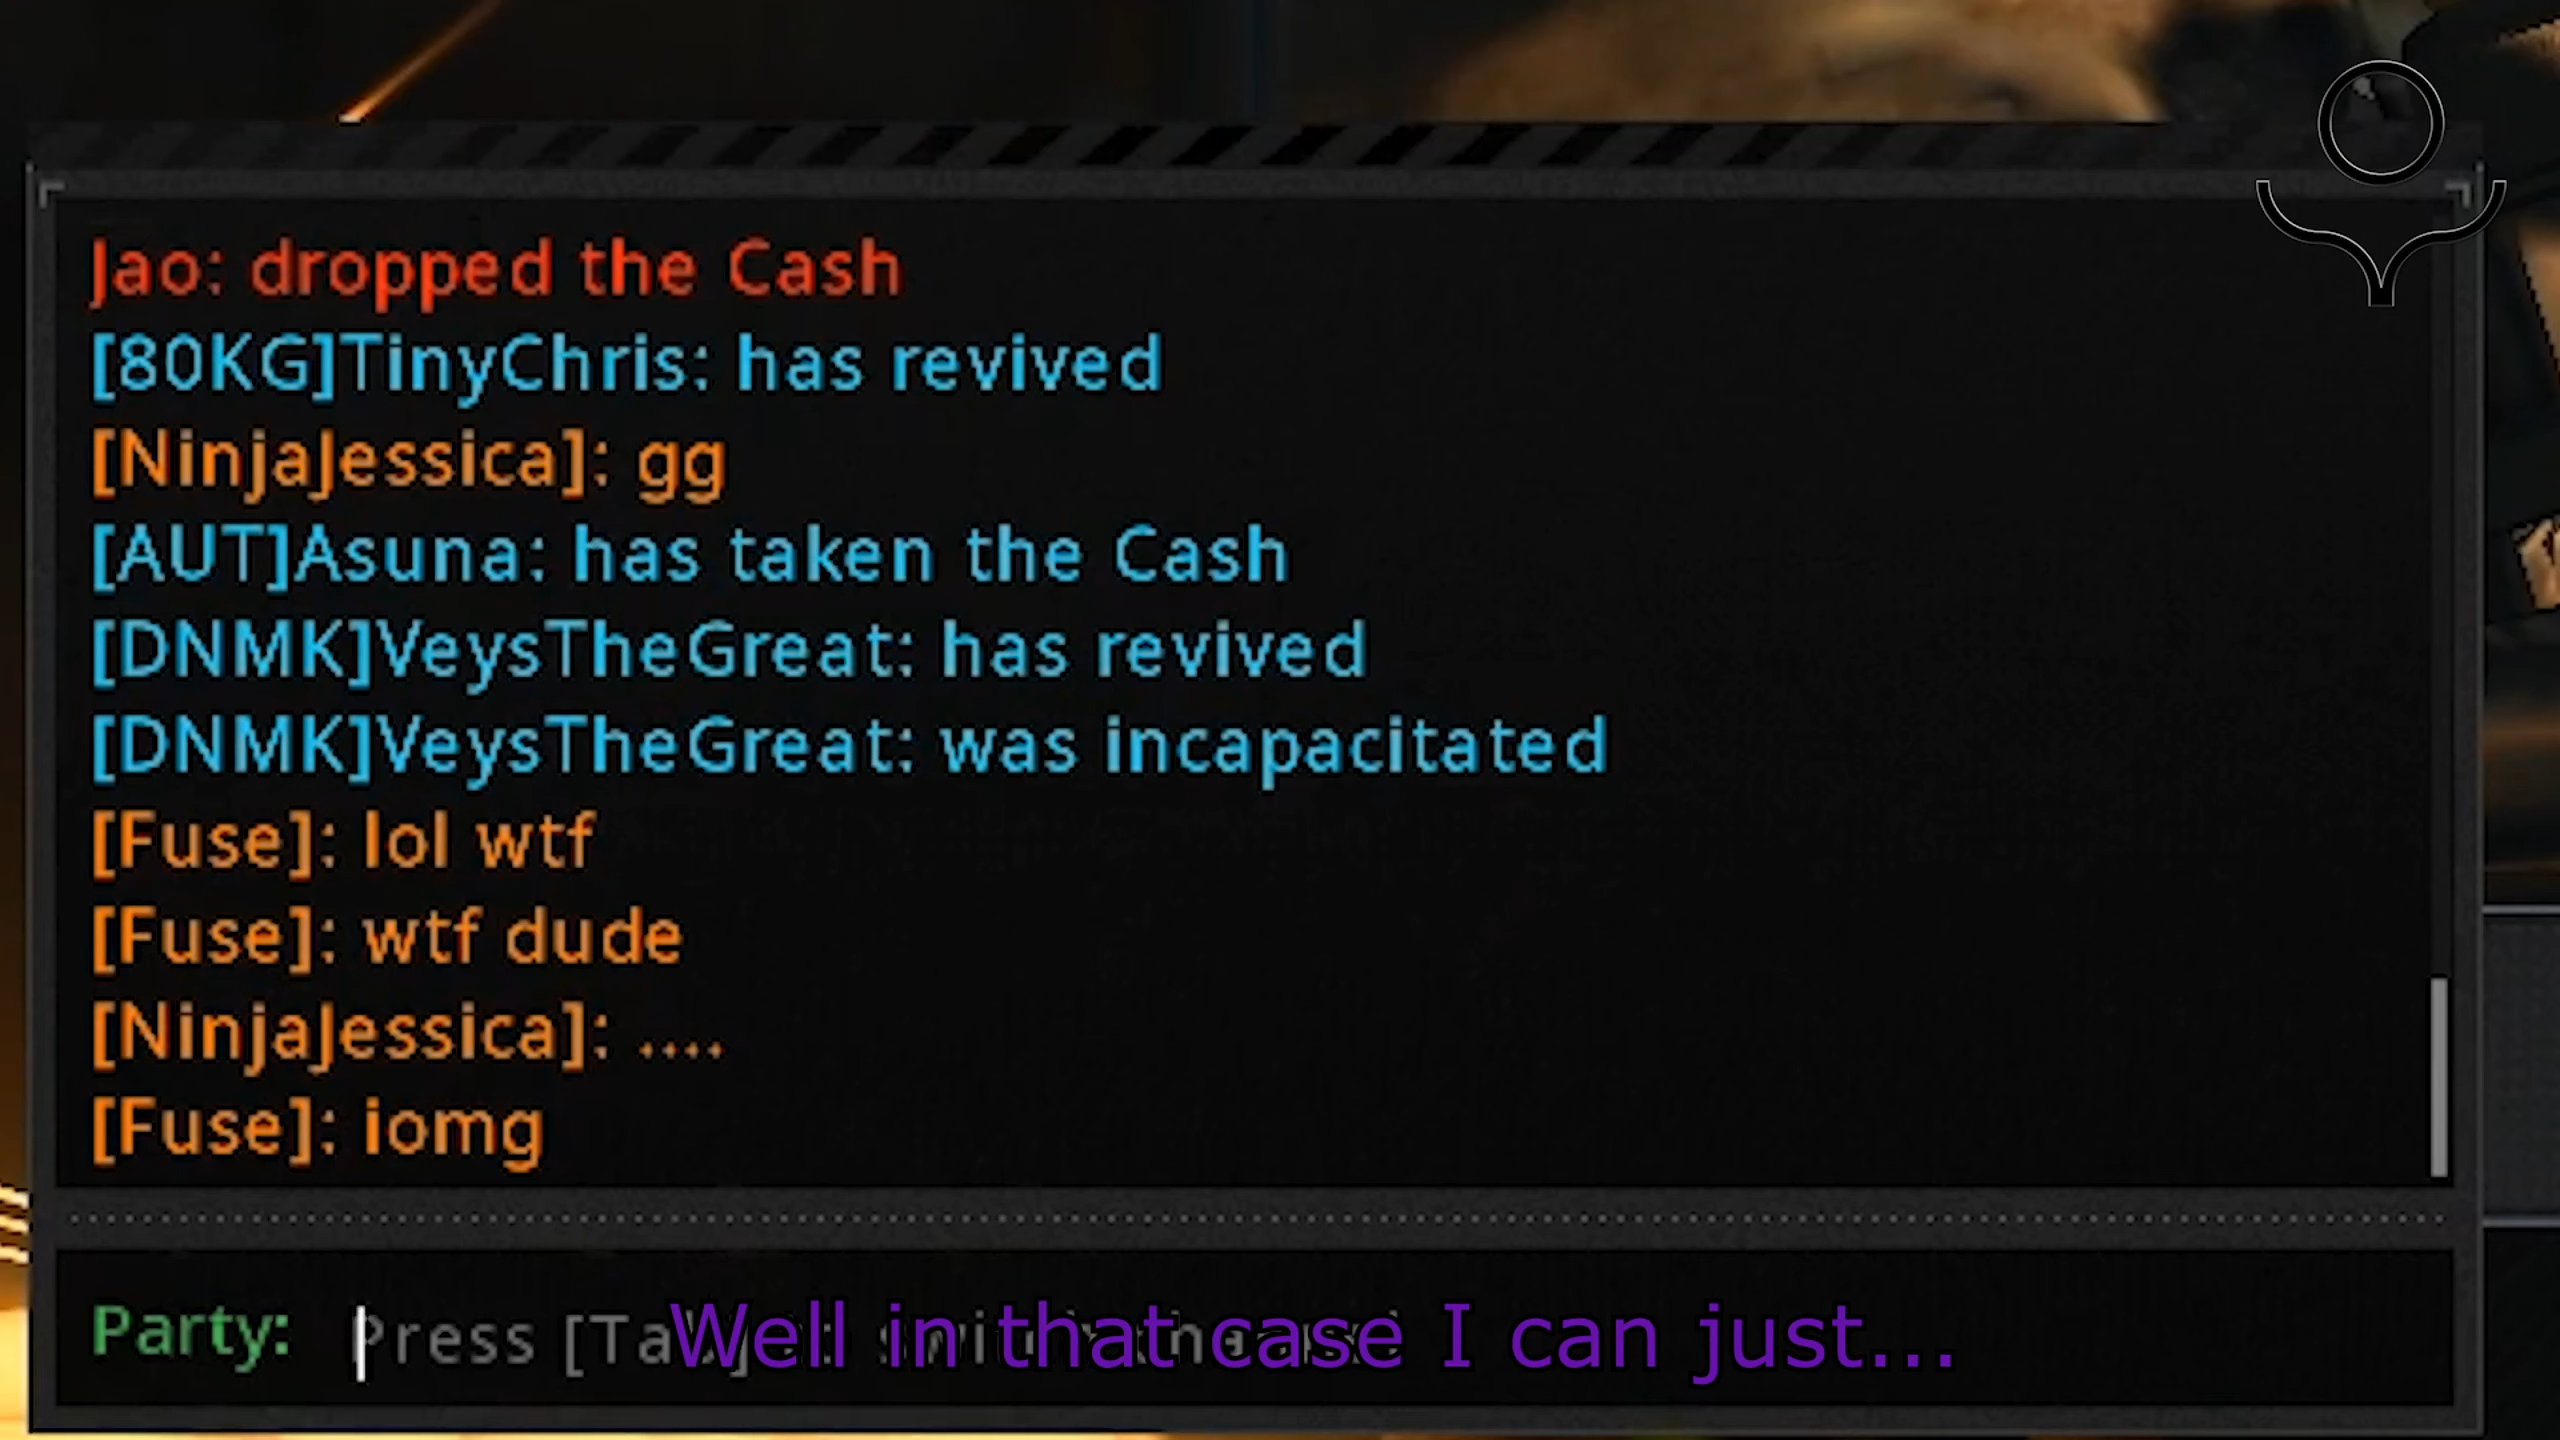 Jao: dropped the Cash
[80KG]TinyChris: has revived
[NinjaJessica]: gg
[AUT]Asuna: has taken the Cash
[DNMK]VeysTheGreat: has revived
[DNMK]VeysTheGreat: was incapacitated
[Fuse]: lol wtf
[Fuse]: wtf dude
[NinjaJessica]: ....
[Fuse]: iomg
Party: Press [Tab]
Well in that case I can just...